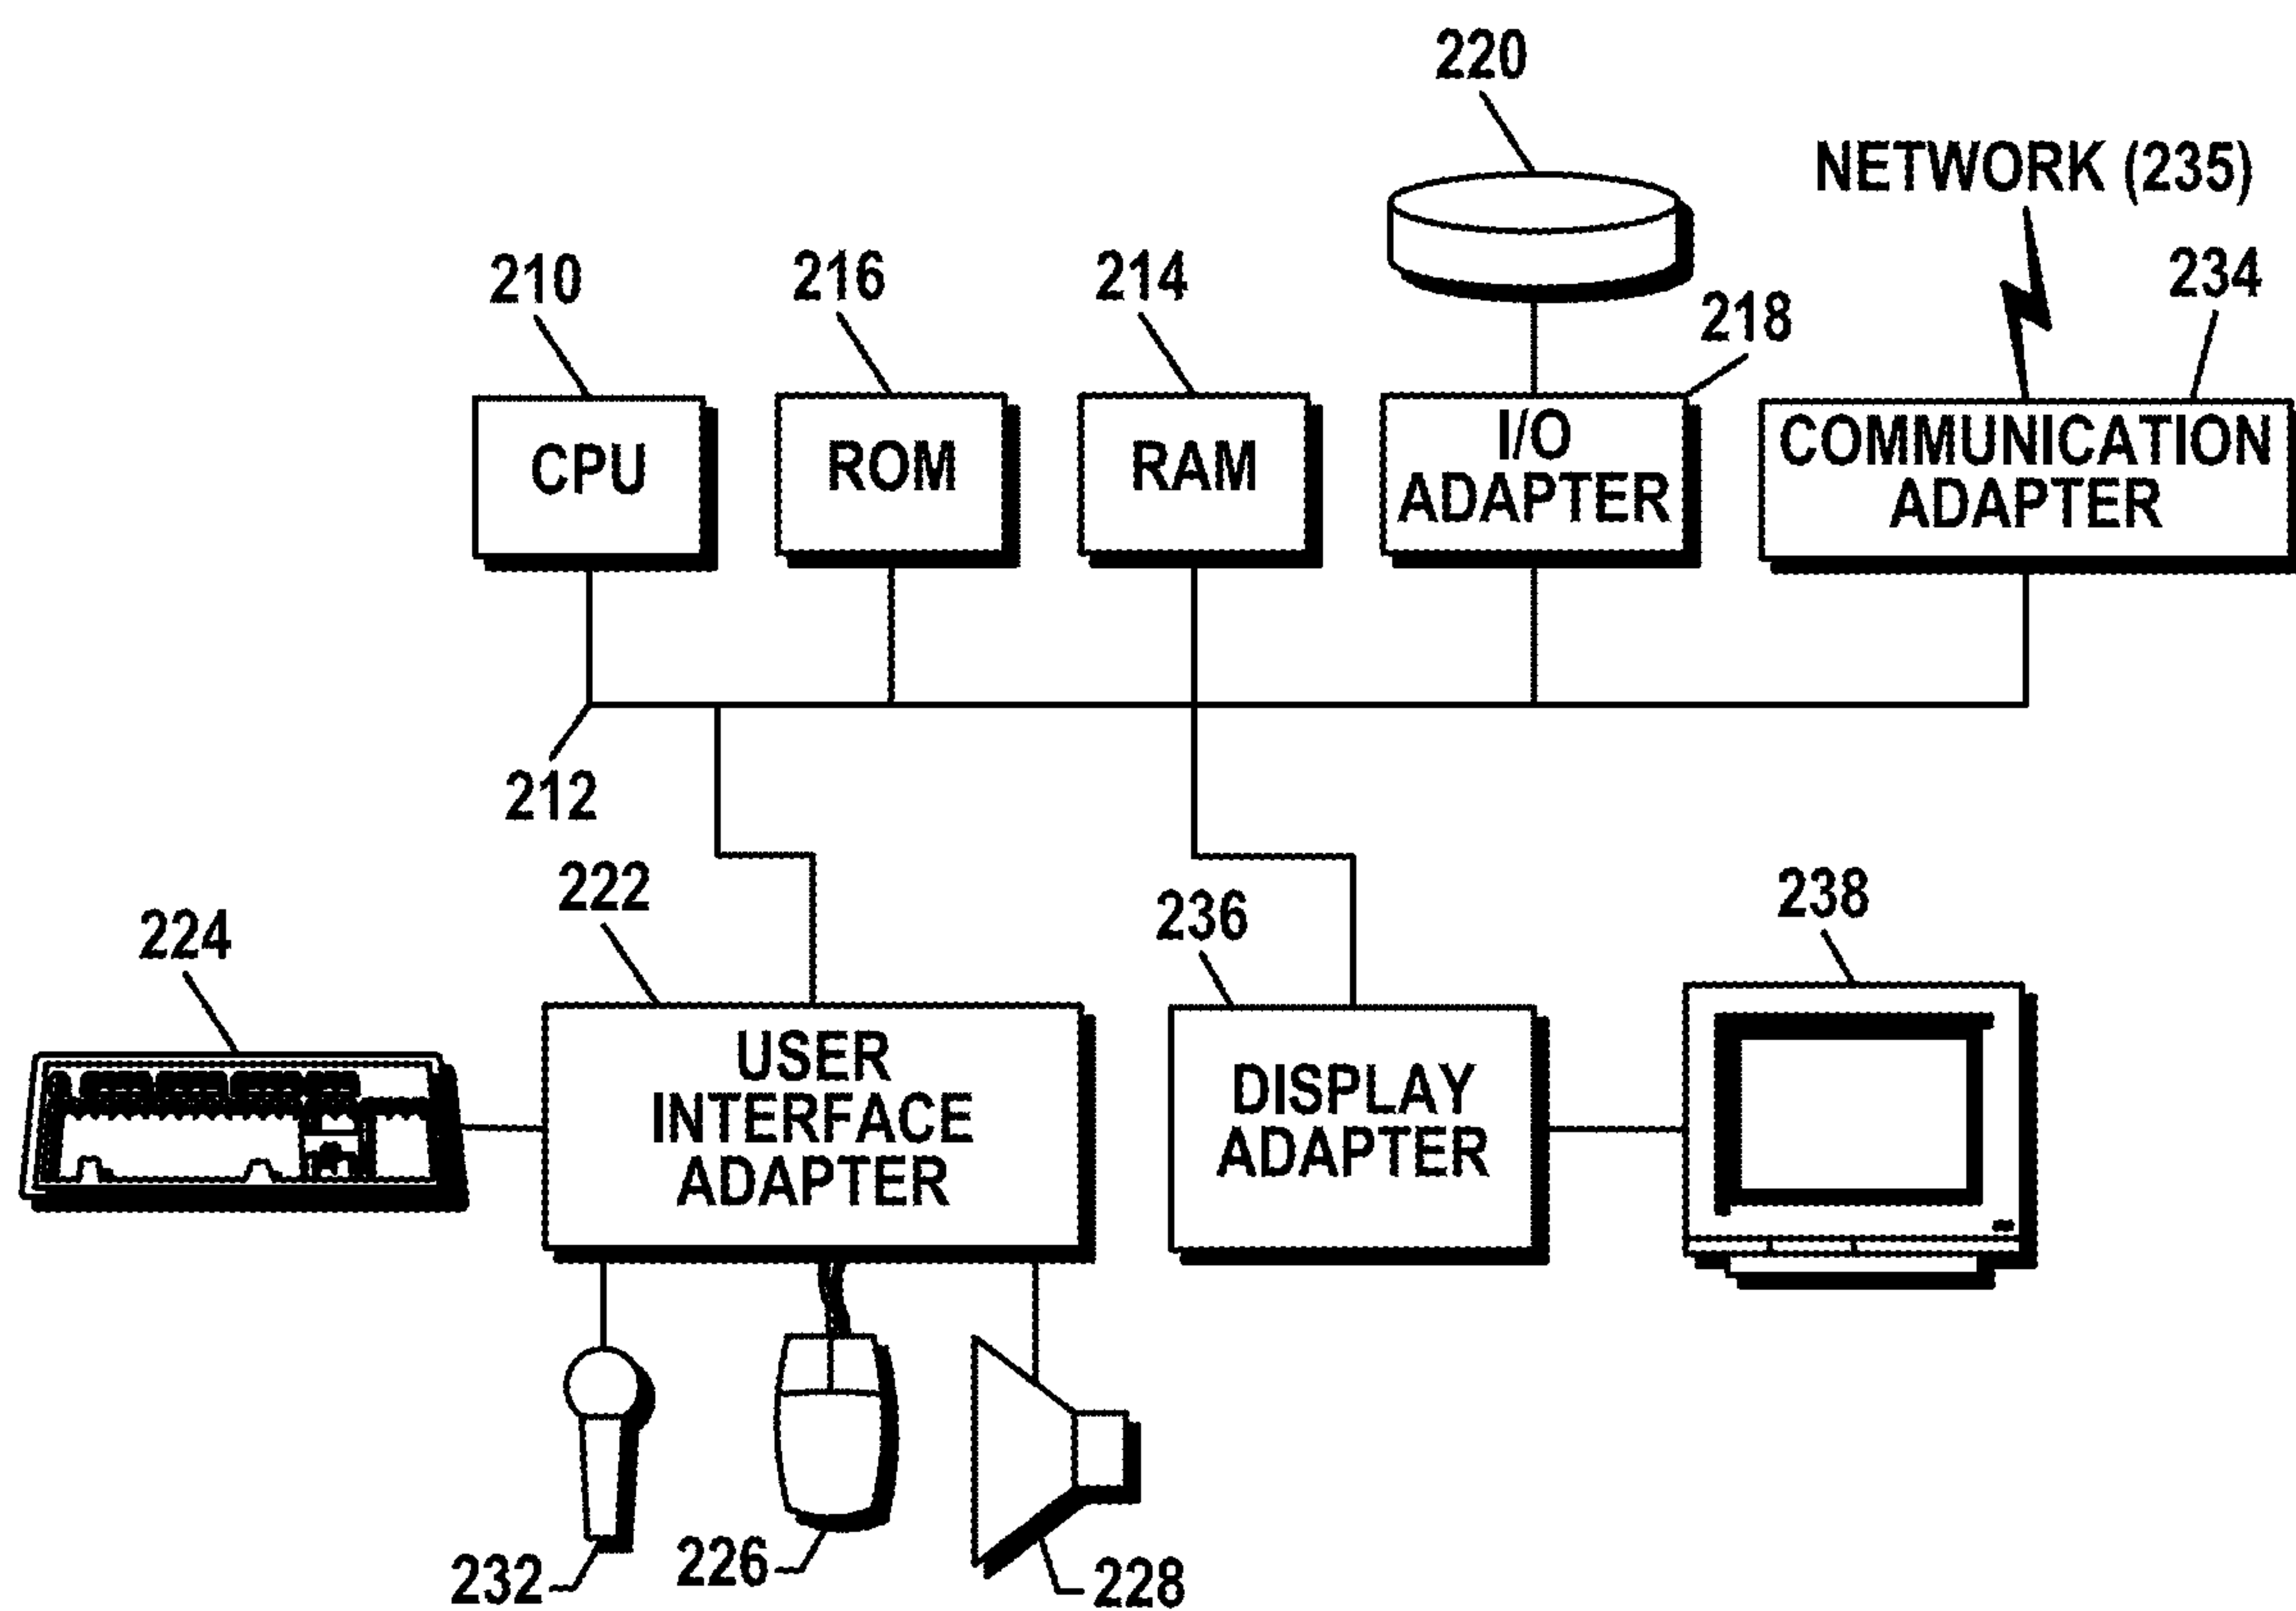 220
NETWORK (235)
210
216
214
218
234
CPU
ROM
RAM
I/O
ADAPTER
COMMUNICATION
ADAPTER
212
222
236
238
224
USER
INTERFACE
ADAPTER
DISPLAY
ADAPTER
232
226
228